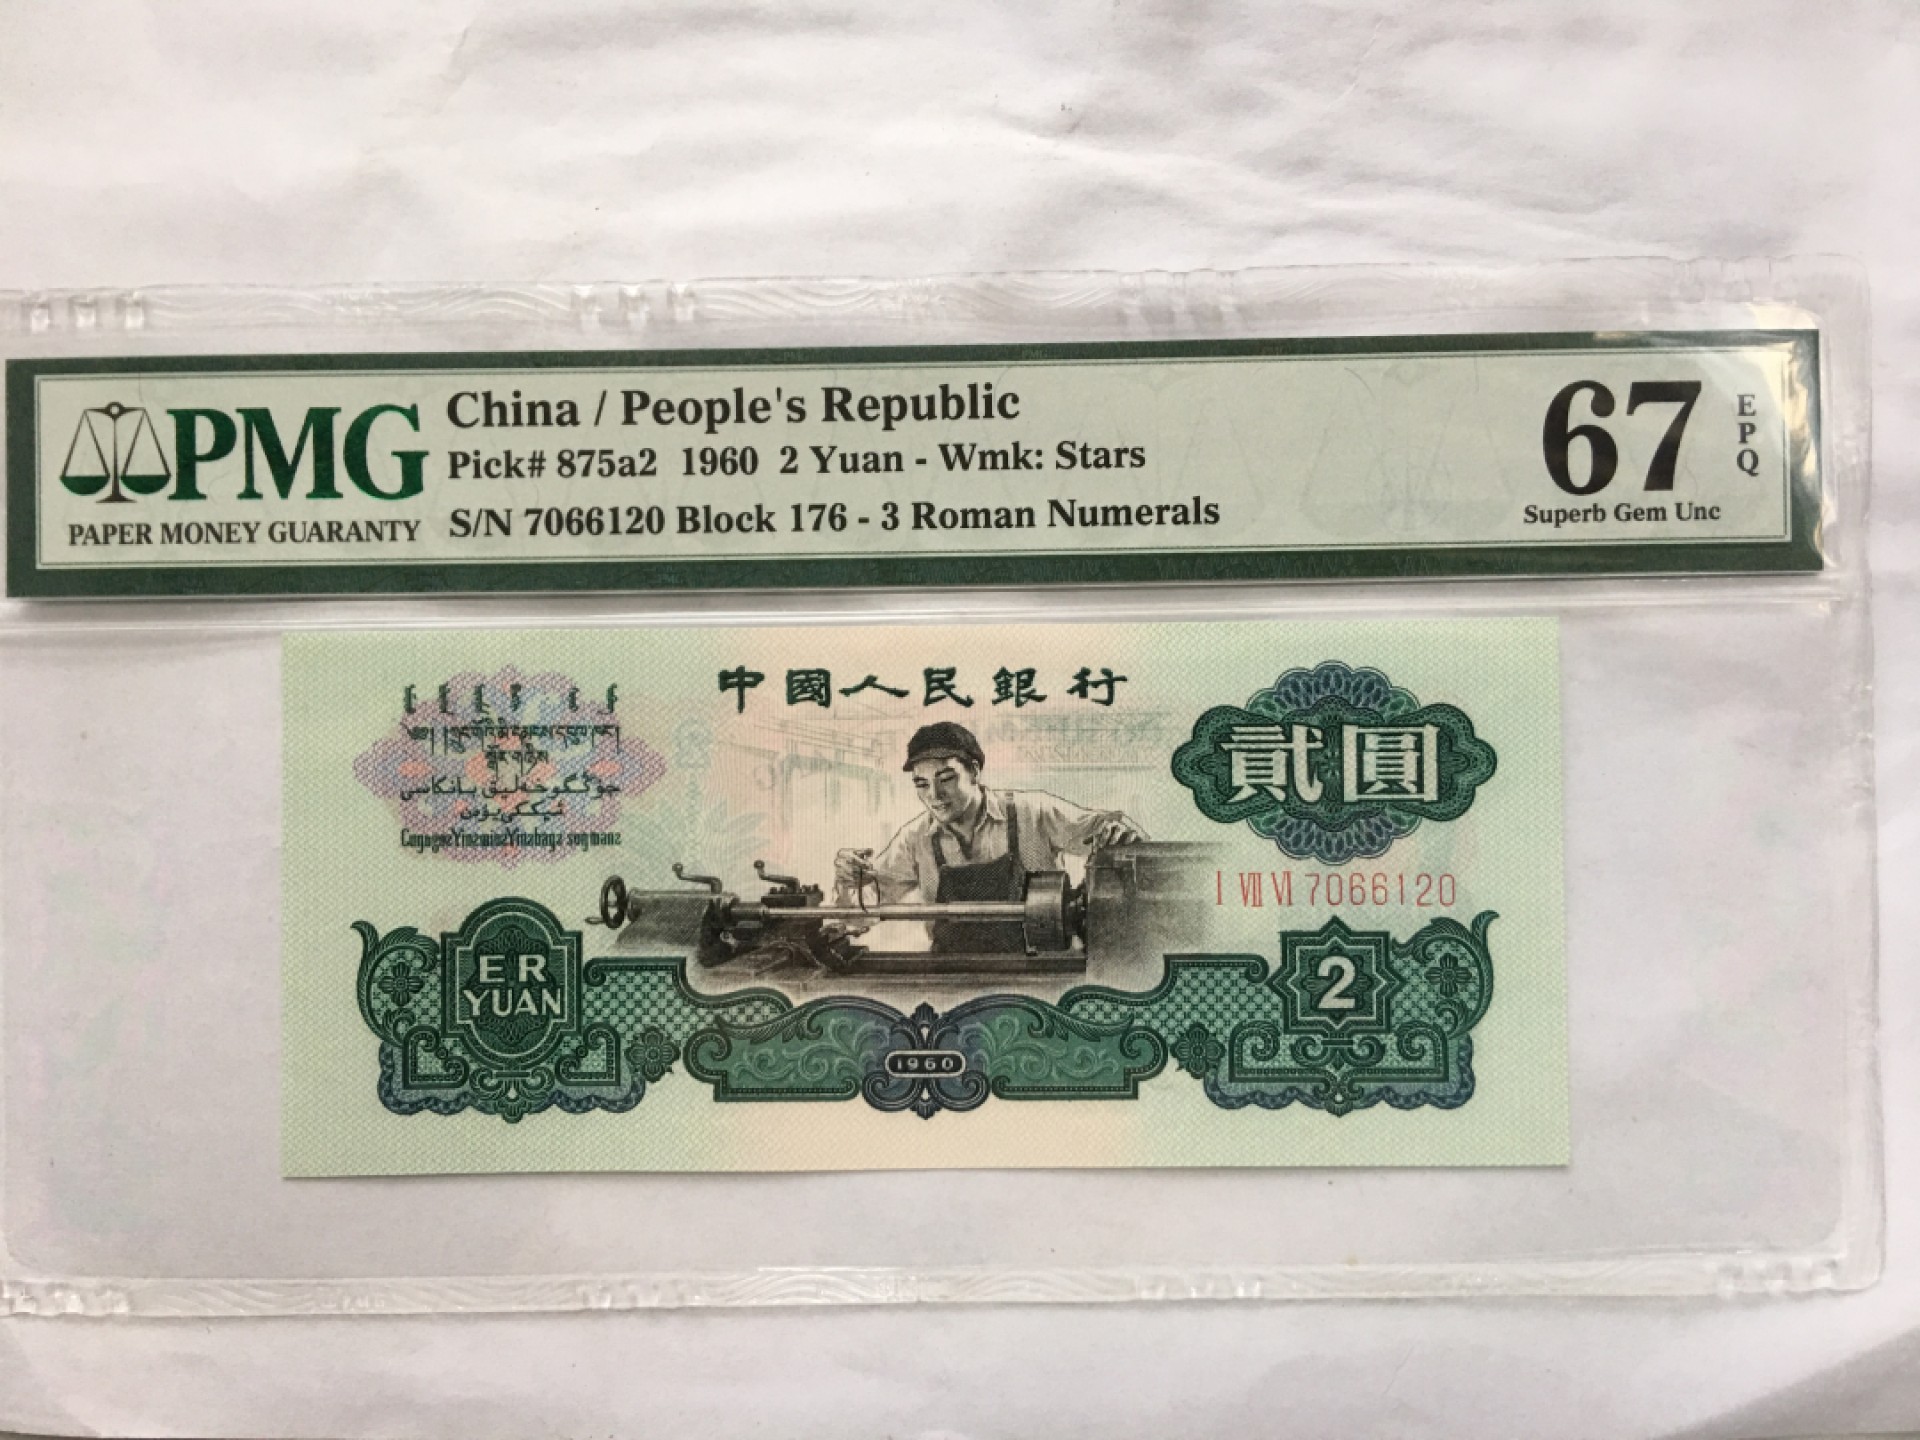 PMG
PAPER MONEY GUARANTY
China / People's Republic
Pick# 875a2 1960 2 Yuan - Wmk: Stars
S/N 7066120 Block 176 - 3 Roman Numerals
67
EPQ
Superb Gem Unc
中國人民銀行
貳圓
I VII VI 7066120
ER
YUAN
2
1960